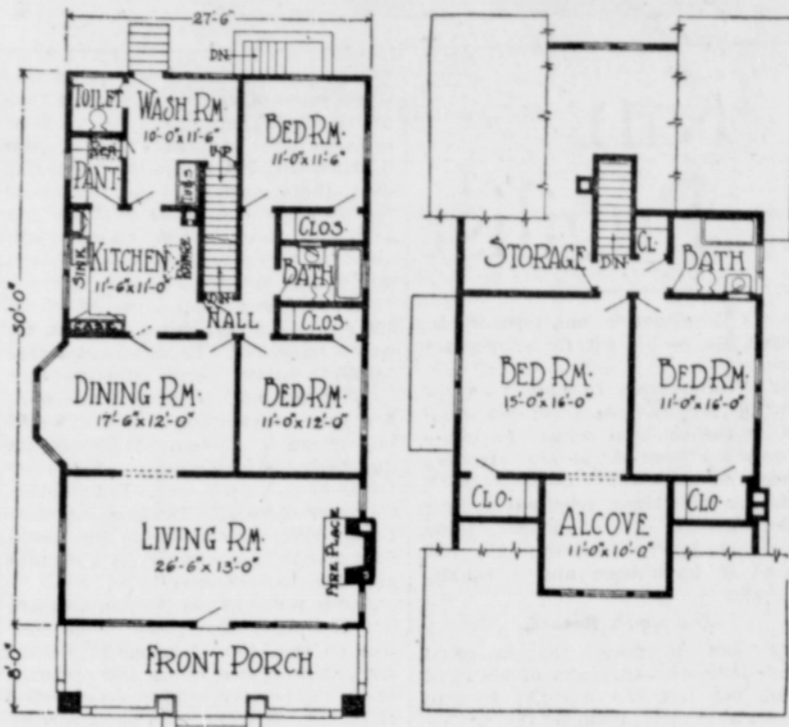 27'-6"
DN
TOILET
WASH RM.
10'-0"x11'-6"
BED RM.
11'-0"x11'-6"
UP
PANT.
TUBS
CLOS.
SINK
KITCHEN
11'-6"x11'-0"
RANGE
BATH
DN
HALL
CLOS.
50'-0"
DINING RM.
17'-6"x12'-0"
BED RM.
11'-0"x12'-0"
LIVING RM.
26'-6"x13'-0"
FIRE PLACE
8'-0"
FRONT PORCH
STORAGE
DN
CL.
BATH
BED RM.
15'-0"x16'-0"
BED RM.
11'-0"x16'-0"
CLO.
ALCOVE
11'-0"x10'-0"
CLO.